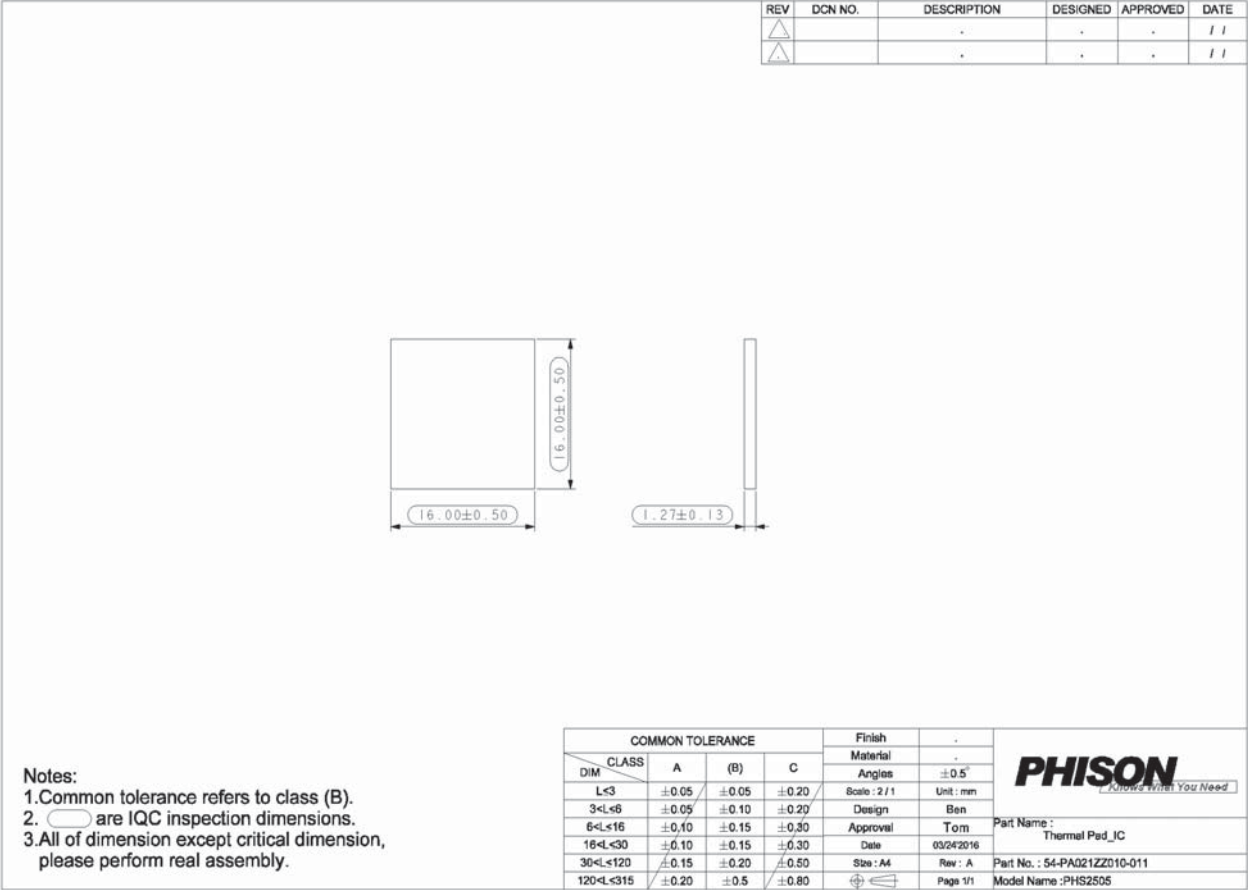 REV DCN NO. DESCRIPTION DESIGNED APPROVED DATE
. . . / /
. . . / /
16.00±0.50
16.00±0.50
1.27±0.13
Notes:
1.Common tolerance refers to class (B).
2. are IQC inspection dimensions.
3.All of dimension except critical dimension,
please perform real assembly.
COMMON TOLERANCE
CLASS
DIM A (B) C
L≤3 ±0.05 ±0.05 ±0.20
3<L≤6 ±0.05 ±0.10 ±0.20
6<L≤16 ±0.10 ±0.15 ±0.30
16<L≤30 ±0.10 ±0.15 ±0.30
30<L≤120 ±0.15 ±0.20 ±0.50
120<L≤315 ±0.20 ±0.5 ±0.80
Finish .
Material .
Angles ±0.5°
Scale : 2 / 1 Unit : mm
Design Ben
Approval Tom
Date 03/24'2016
Size : A4 Rev : A
Page 1/1
PHISON
Knows What You Need
Part Name :
Thermal Pad_IC
Part No. : 54-PA021ZZ010-011
Model Name :PHS2505